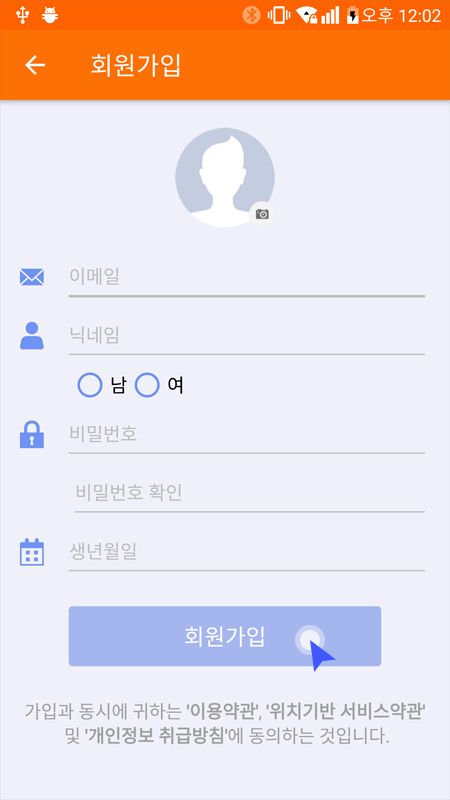 오후 12:02
회원가입
이메일
닉네임
남 여
비밀번호
비밀번호 확인
생년월일
회원가입
가입과 동시에 귀하는 '이용약관', '위치기반 서비스약관'
및 '개인정보 취급방침'에 동의하는 것입니다.